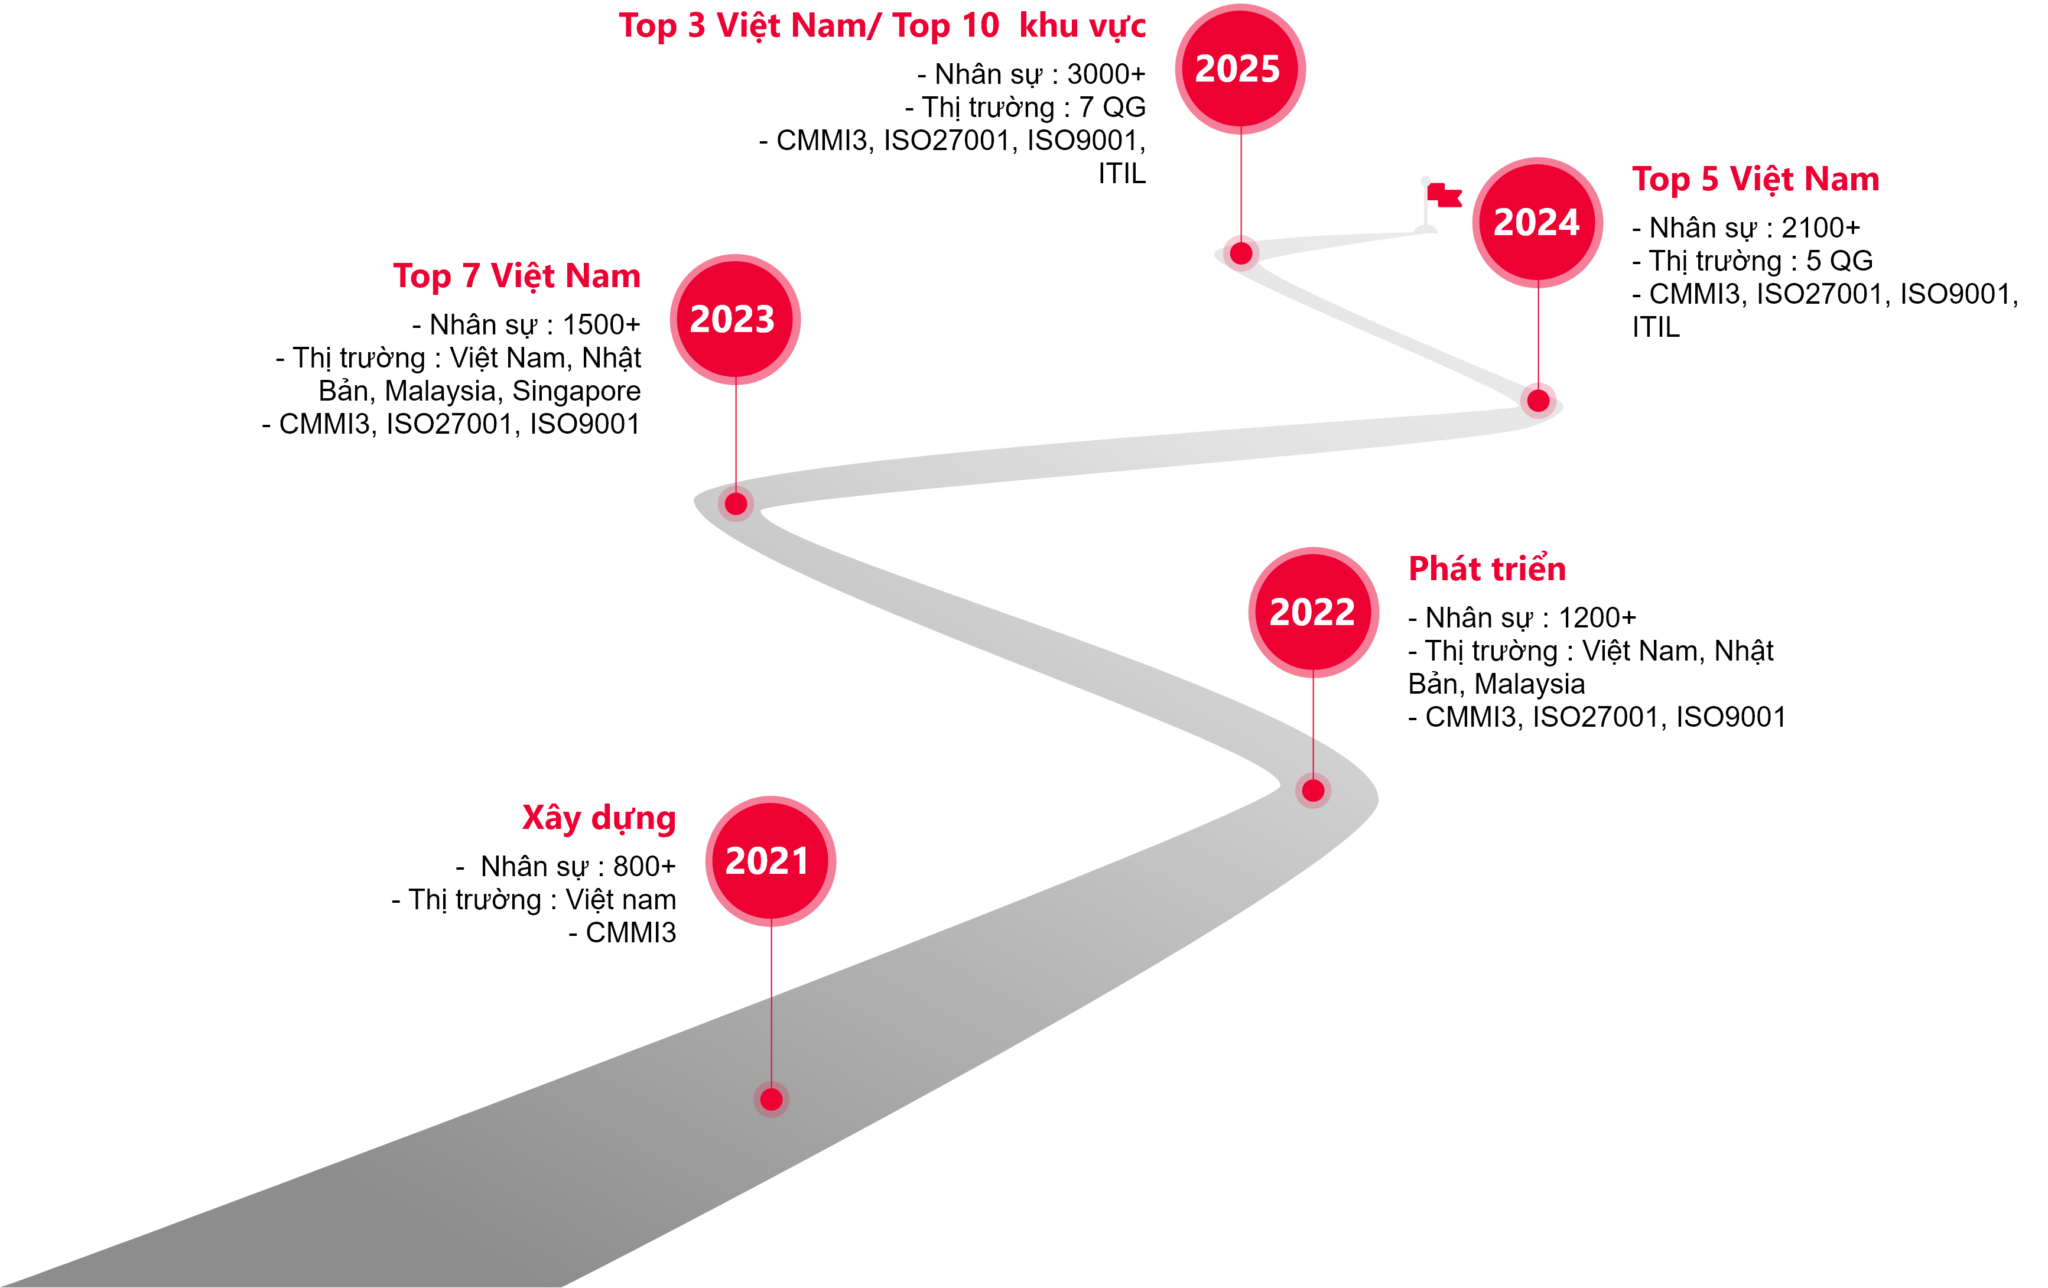 Top 3 Việt Nam/ Top 10  khu vực
- Nhân sự : 3000+
- Thị trường : 7 QG
- CMMI3, ISO27001, ISO9001,
ITIL
2025
2024
Top 5 Việt Nam
- Nhân sự : 2100+
- Thị trường : 5 QG
- CMMI3, ISO27001, ISO9001,
ITIL
Top 7 Việt Nam
- Nhân sự : 1500+
- Thị trường : Việt Nam, Nhật
Bản, Malaysia, Singapore
- CMMI3, ISO27001, ISO9001
2023
2022
Phát triển
- Nhân sự : 1200+
- Thị trường : Việt Nam, Nhật
Bản, Malaysia
- CMMI3, ISO27001, ISO9001
Xây dựng
-  Nhân sự : 800+
- Thị trường : Việt nam
- CMMI3
2021